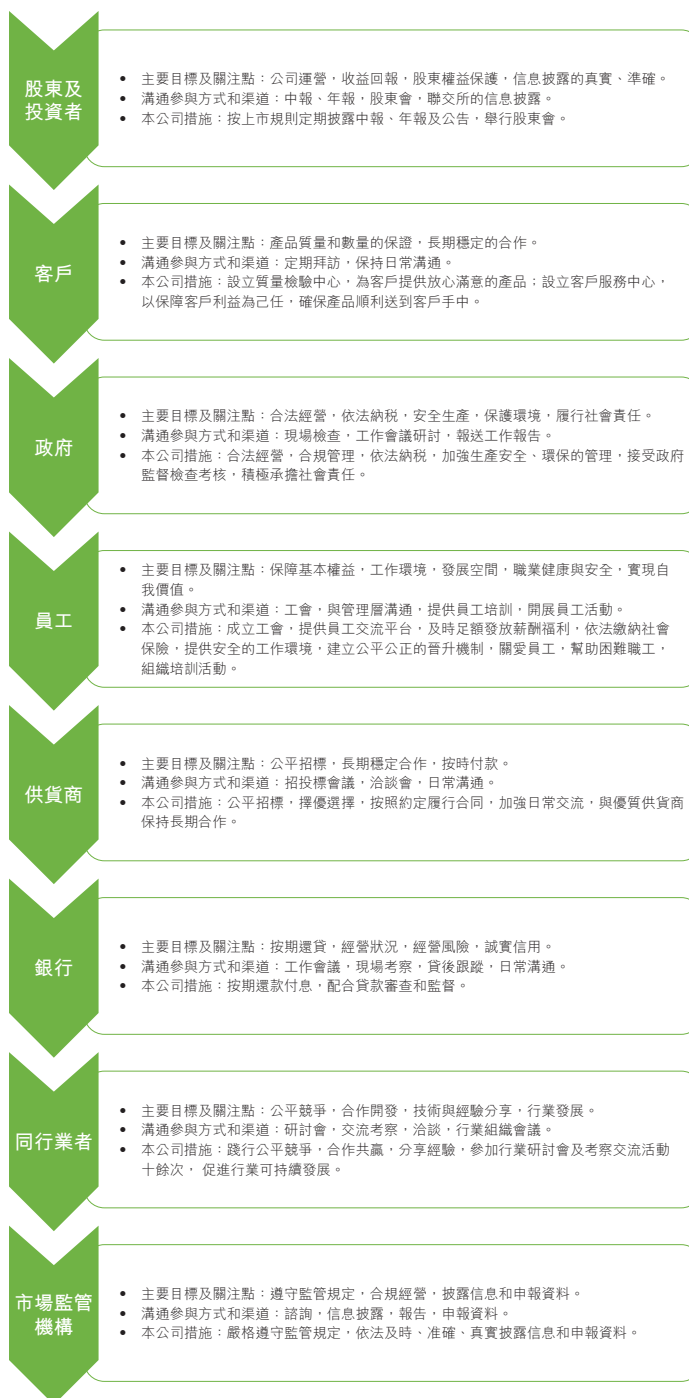 股東及
投資者
• 主要目標及關注點：公司運營，收益回報，股東權益保護，信息披露的真實、準確。
• 溝通參與方式和渠道：中報、年報，股東會，聯交所的信息披露。
• 本公司措施：按上市規則定期披露中報、年報及公告，舉行股東會。
客戶
• 主要目標及關注點：產品質量和數量的保證，長期穩定的合作。
• 溝通參與方式和渠道：定期拜訪，保持日常溝通。
• 本公司措施：設立質量檢驗中心，為客戶提供放心滿意的產品；設立客戶服務中心，
以保障客戶利益為己任，確保產品順利送到客戶手中。
政府
• 主要目標及關注點：合法經營，依法納稅，安全生產，保護環境，履行社會責任。
• 溝通參與方式和渠道：現場檢查，工作會議研討，報送工作報告。
• 本公司措施：合法經營，合規管理，依法納稅，加強生產安全、環保的管理，接受政府
監督檢查考核，積極承擔社會責任。
員工
• 主要目標及關注點：保障基本權益，工作環境，發展空間，職業健康與安全，實現自
我價值。
• 溝通參與方式和渠道：工會，與管理層溝通，提供員工培訓，開展員工活動。
• 本公司措施：成立工會，提供員工交流平台，及時足額發放薪酬福利，依法繳納社會
保險，提供安全的工作環境，建立公平公正的晉升機制，關愛員工，幫助困難職工，
組織培訓活動。
供貨商
• 主要目標及關注點：公平招標，長期穩定合作，按時付款。
• 溝通參與方式和渠道：招投標會議，洽談會，日常溝通。
• 本公司措施：公平招標，擇優選擇，按照約定履行合同，加強日常交流，與優質供貨商
保持長期合作。
銀行
• 主要目標及關注點：按期還貸，經營狀況，經營風險，誠實信用。
• 溝通參與方式和渠道：工作會議，現場考察，貸後跟蹤，日常溝通。
• 本公司措施：按期還款付息，配合貸款審查和監督。
同行業者
• 主要目標及關注點：公平競爭，合作開發，技術與經驗分享，行業發展。
• 溝通參與方式和渠道：研討會，交流考察，洽談，行業組織會議。
• 本公司措施：踐行公平競爭，合作共贏，分享經驗，參加行業研討會及考察交流活動
十餘次， 促進行業可持續發展。
市場監管
機構
• 主要目標及關注點：遵守監管規定，合規經營，披露信息和申報資料。
• 溝通參與方式和渠道：諮詢，信息披露，報告，申報資料。
• 本公司措施：嚴格遵守監管規定，依法及時、准確、真實披露信息和申報資料。